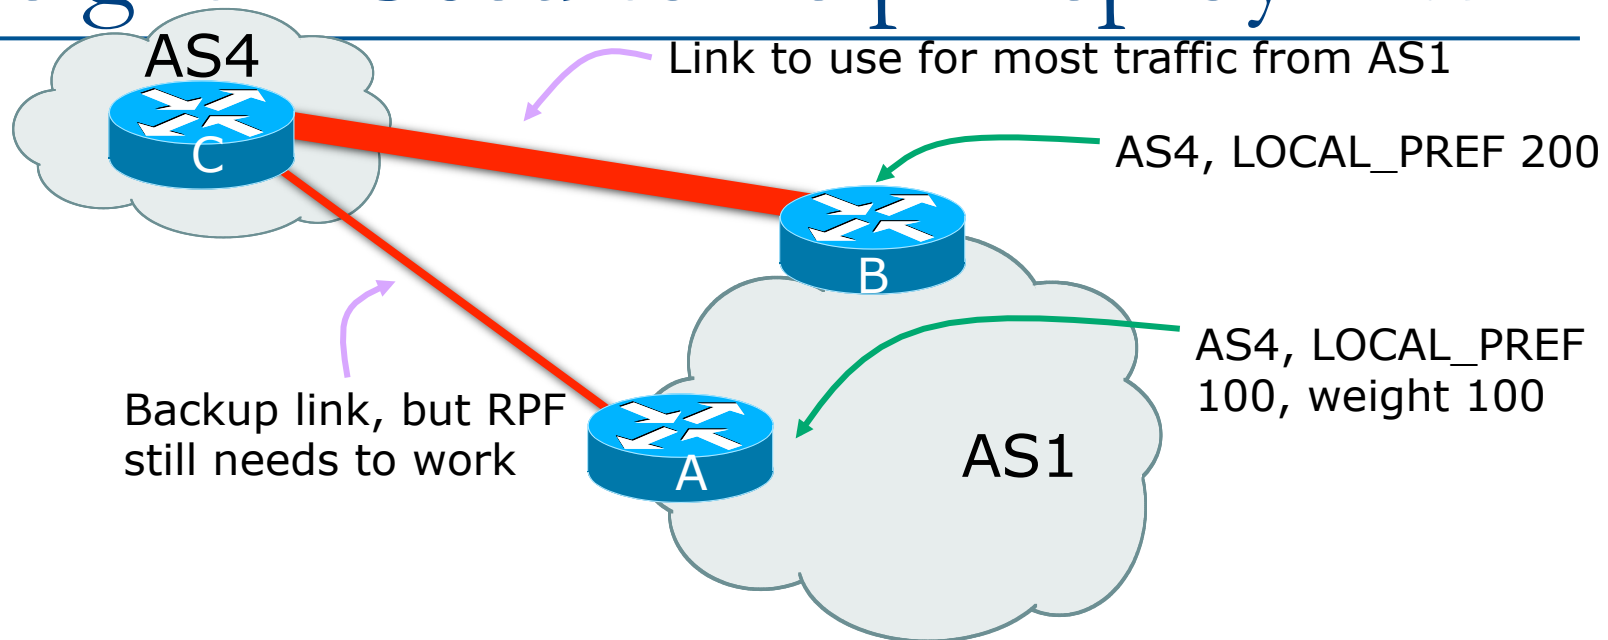 AS4
Link to use for most traffic from AS1
C
AS4, LOCAL_PREF 200
B
AS4, LOCAL_PREF
100, weight 100
Backup link, but RPF
still needs to work
A
AS1